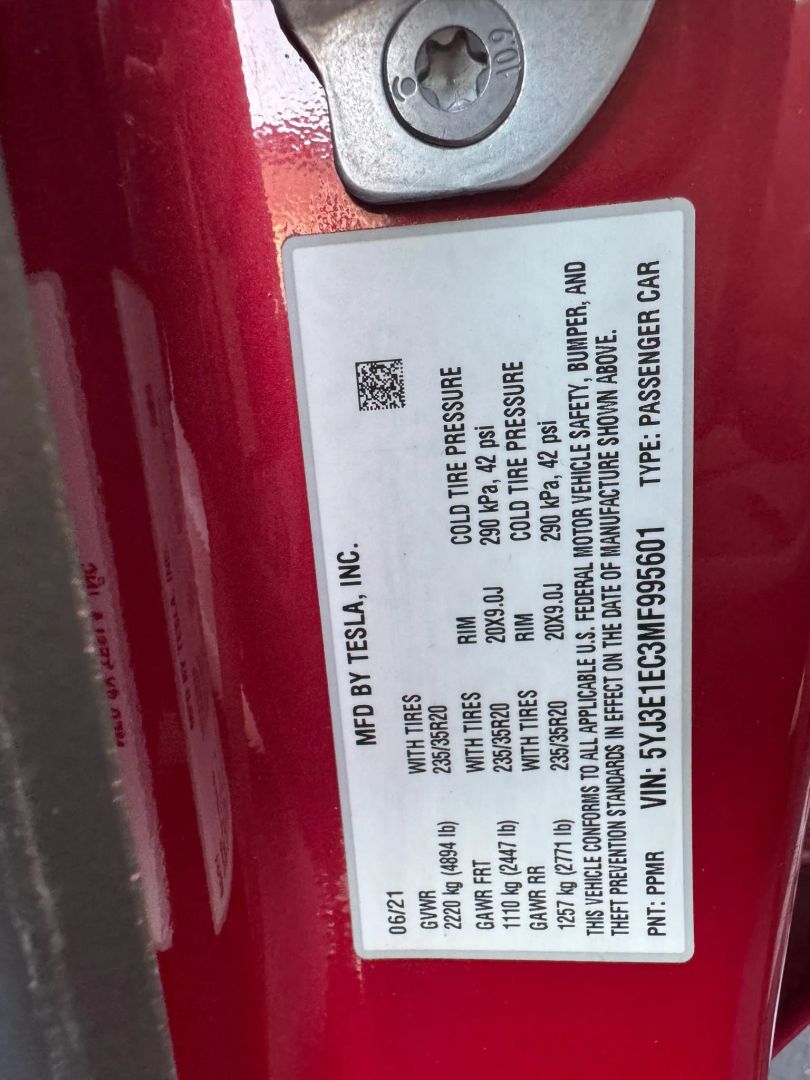 10.9
MFD BY TESLA, INC.
06/21
GVWR WITH TIRES
2220 kg (4894 lb) 235/35R20
GAWR FRT WITH TIRES RIM COLD TIRE PRESSURE
1110 kg (2447 lb) 235/35R20 20X9.0J 290 kPa, 42 psi
GAWR RR WITH TIRES RIM COLD TIRE PRESSURE
1257 kg (2771 lb) 235/35R20 20X9.0J 290 kPa, 42 psi
THIS VEHICLE CONFORMS TO ALL APPLICABLE U.S. FEDERAL MOTOR VEHICLE SAFETY, BUMPER, AND
THEFT PREVENTION STANDARDS IN EFFECT ON THE DATE OF MANUFACTURE SHOWN ABOVE.
PNT: PPMR VIN: 5YJ3E1EC3MF995601 TYPE: PASSENGER CAR